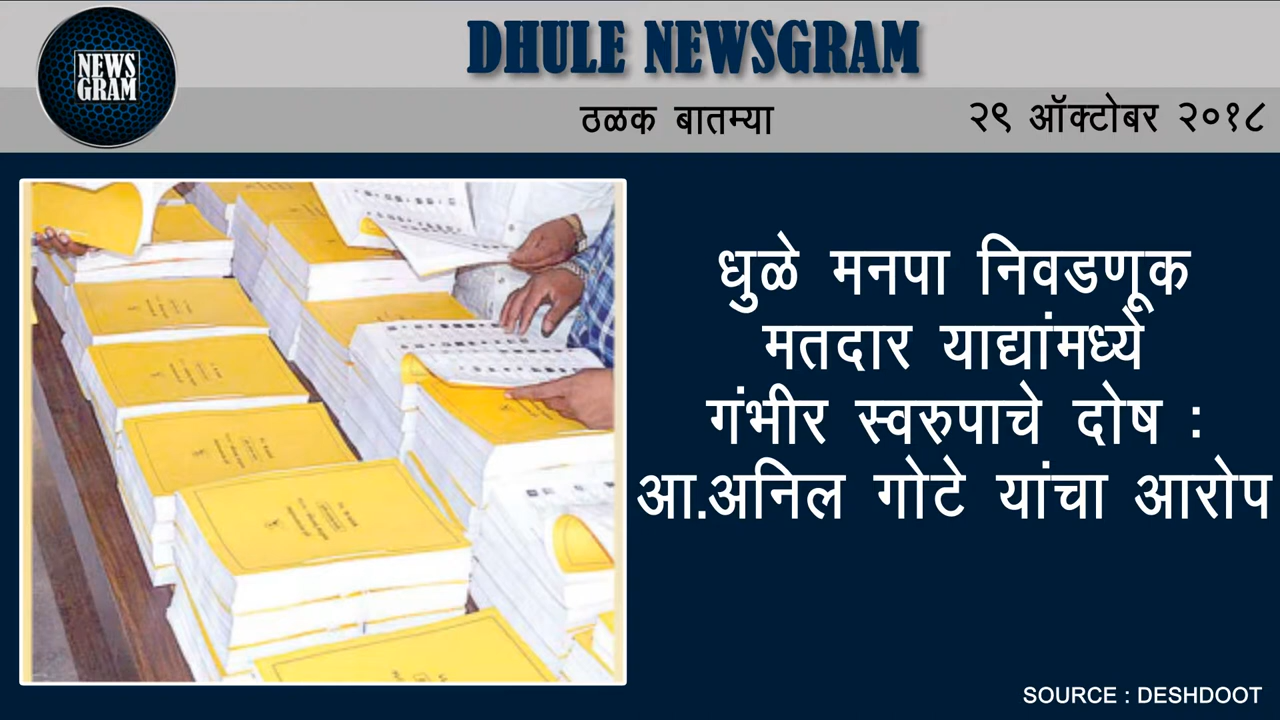 NEWS
GRAM
DHULE NEWSGRAM
ठळक बातम्या
२९ ऑक्टोबर २०१८
धुळे मनपा निवडणूक
मतदार याद्यांमध्ये
गंभीर स्वरुपाचे दोष :
आ.अनिल गोटे यांचा आरोप
SOURCE : DESHDOOT